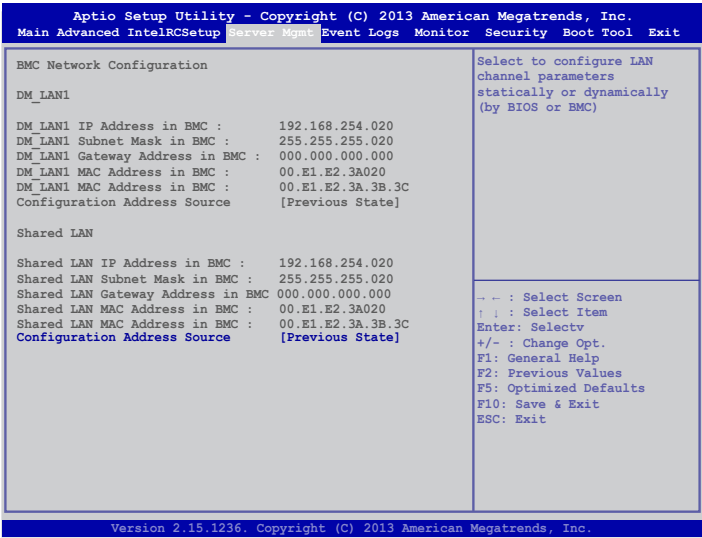 Aptio Setup Utility - Copyright (C) 2013 American Megatrends, Inc.
Main Advanced IntelRCSetup Server Mgmt Event Logs Monitor Security Boot Tool Exit
BMC Network Configuration
DM_LAN1
DM_LAN1 IP Address in BMC : 192.168.254.020
DM_LAN1 Subnet Mask in BMC : 255.255.255.020
DM_LAN1 Gateway Address in BMC : 000.000.000.000
DM_LAN1 MAC Address in BMC : 00.E1.E2.3A020
DM_LAN1 MAC Address in BMC : 00.E1.E2.3A.3B.3C
Configuration Address Source [Previous State]
Shared LAN
Shared LAN IP Address in BMC : 192.168.254.020
Shared LAN Subnet Mask in BMC : 255.255.255.020
Shared LAN Gateway Address in BMC 000.000.000.000
Shared LAN MAC Address in BMC : 00.E1.E2.3A020
Shared LAN MAC Address in BMC : 00.E1.E2.3A.3B.3C
Configuration Address Source [Previous State]
Select to configure LAN
channel parameters
statically or dynamically
(by BIOS or BMC)
→ ← : Select Screen
↑ ↓ : Select Item
Enter: Selectv
+/- : Change Opt.
F1: General Help
F2: Previous Values
F5: Optimized Defaults
F10: Save & Exit
ESC: Exit
Version 2.15.1236. Copyright (C) 2013 American Megatrends, Inc.